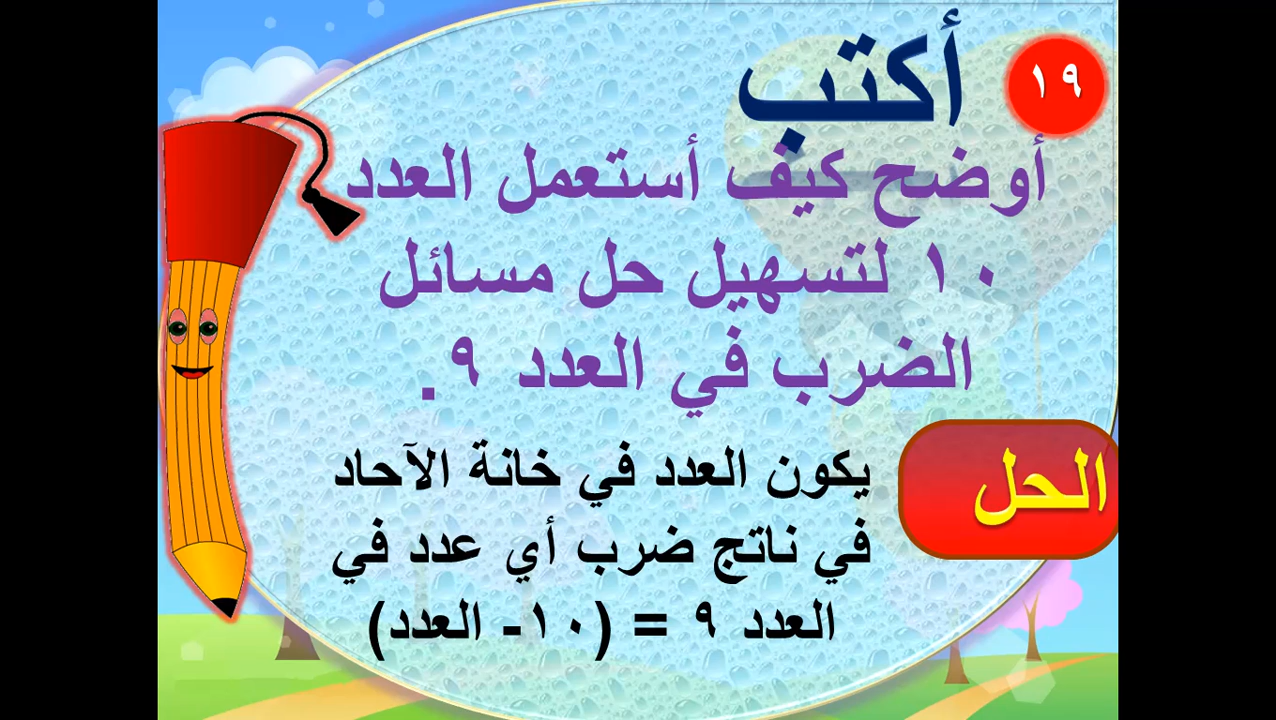 ١٩
أكتب
أوضح كيف أستعمل العدد
١٠ لتسهيل حل مسائل
الضرب في العدد ٩ .
الحل
يكون العدد في خانة الآحاد
في ناتج ضرب أي عدد في
العدد ٩ = (١٠- العدد)